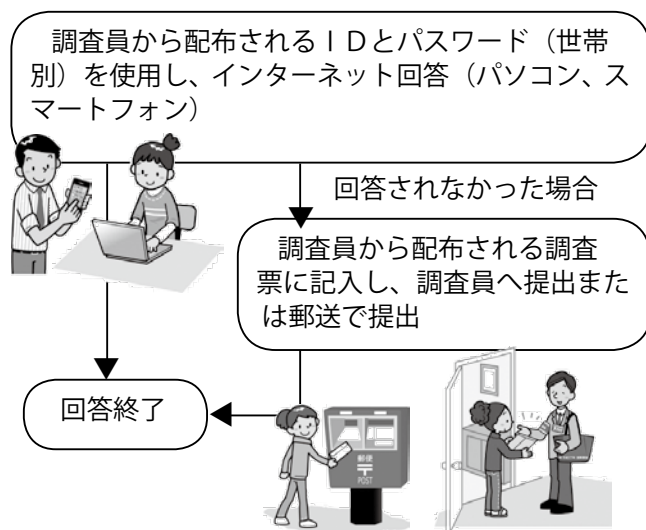 調査員から配布されるIDとパスワード（世帯
別）を使用し、インターネット回答（パソコン、ス
マートフォン）
回答されなかった場合
調査員から配布される調査
票に記入し、調査員へ提出また
は郵送で提出
回答終了
郵便
〒
POST